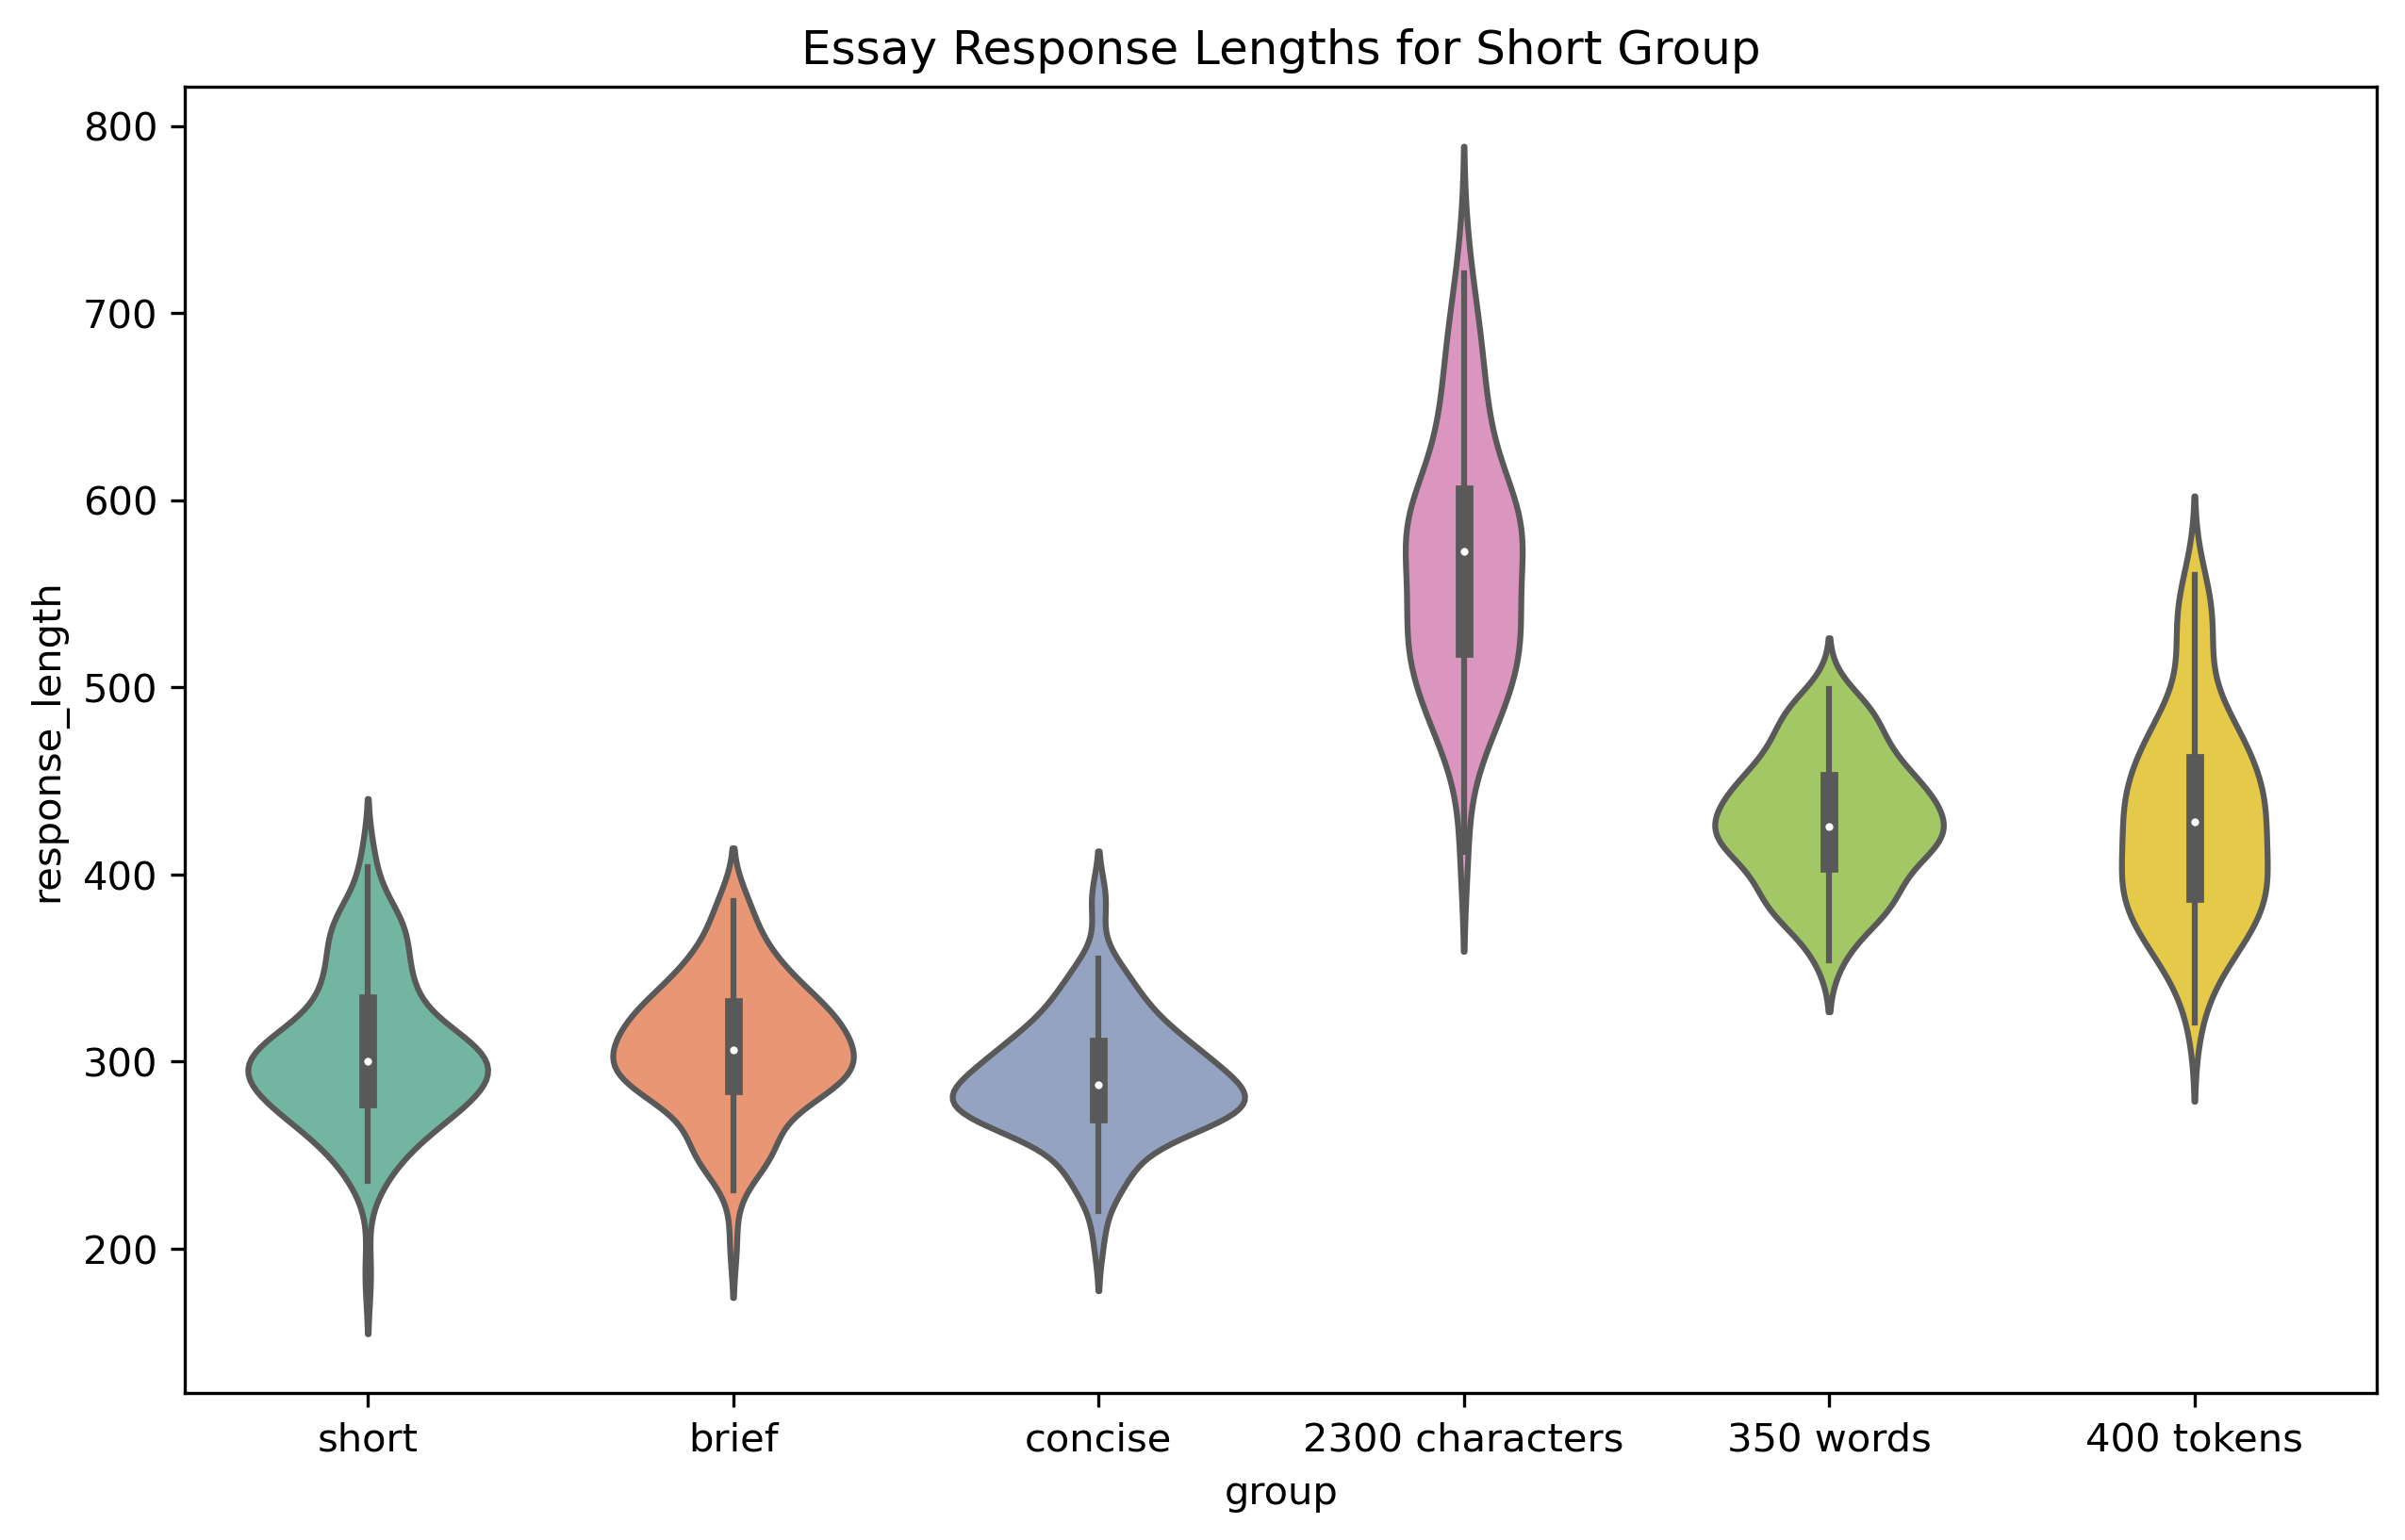 Essay Response Lengths for Short Group
response_length
800
700
600
500
400
300
200
short
brief
concise
2300 characters
350 words
400 tokens
group